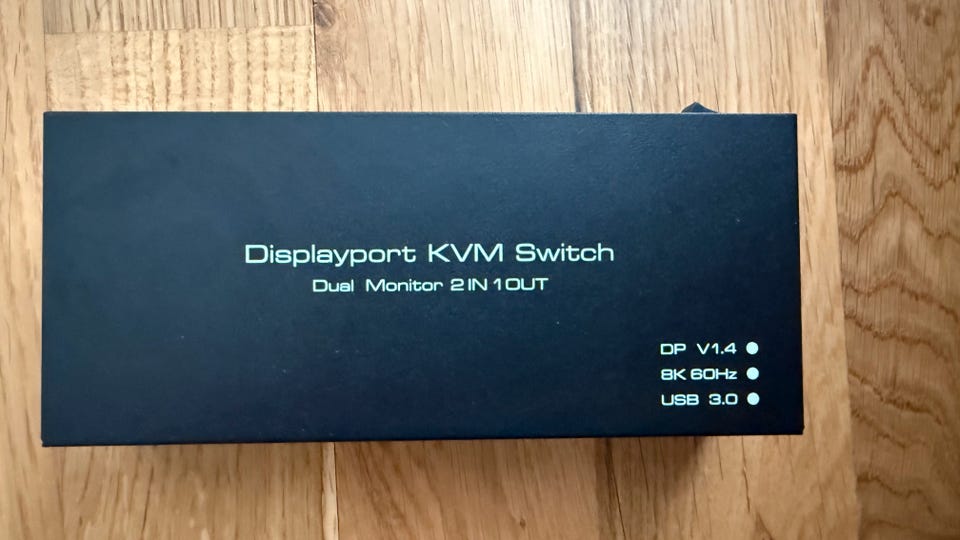 Displayport KVM Switch
Dual Monitor 2 IN 1 OUT
DP V1.4
8K 60Hz
USB 3.0